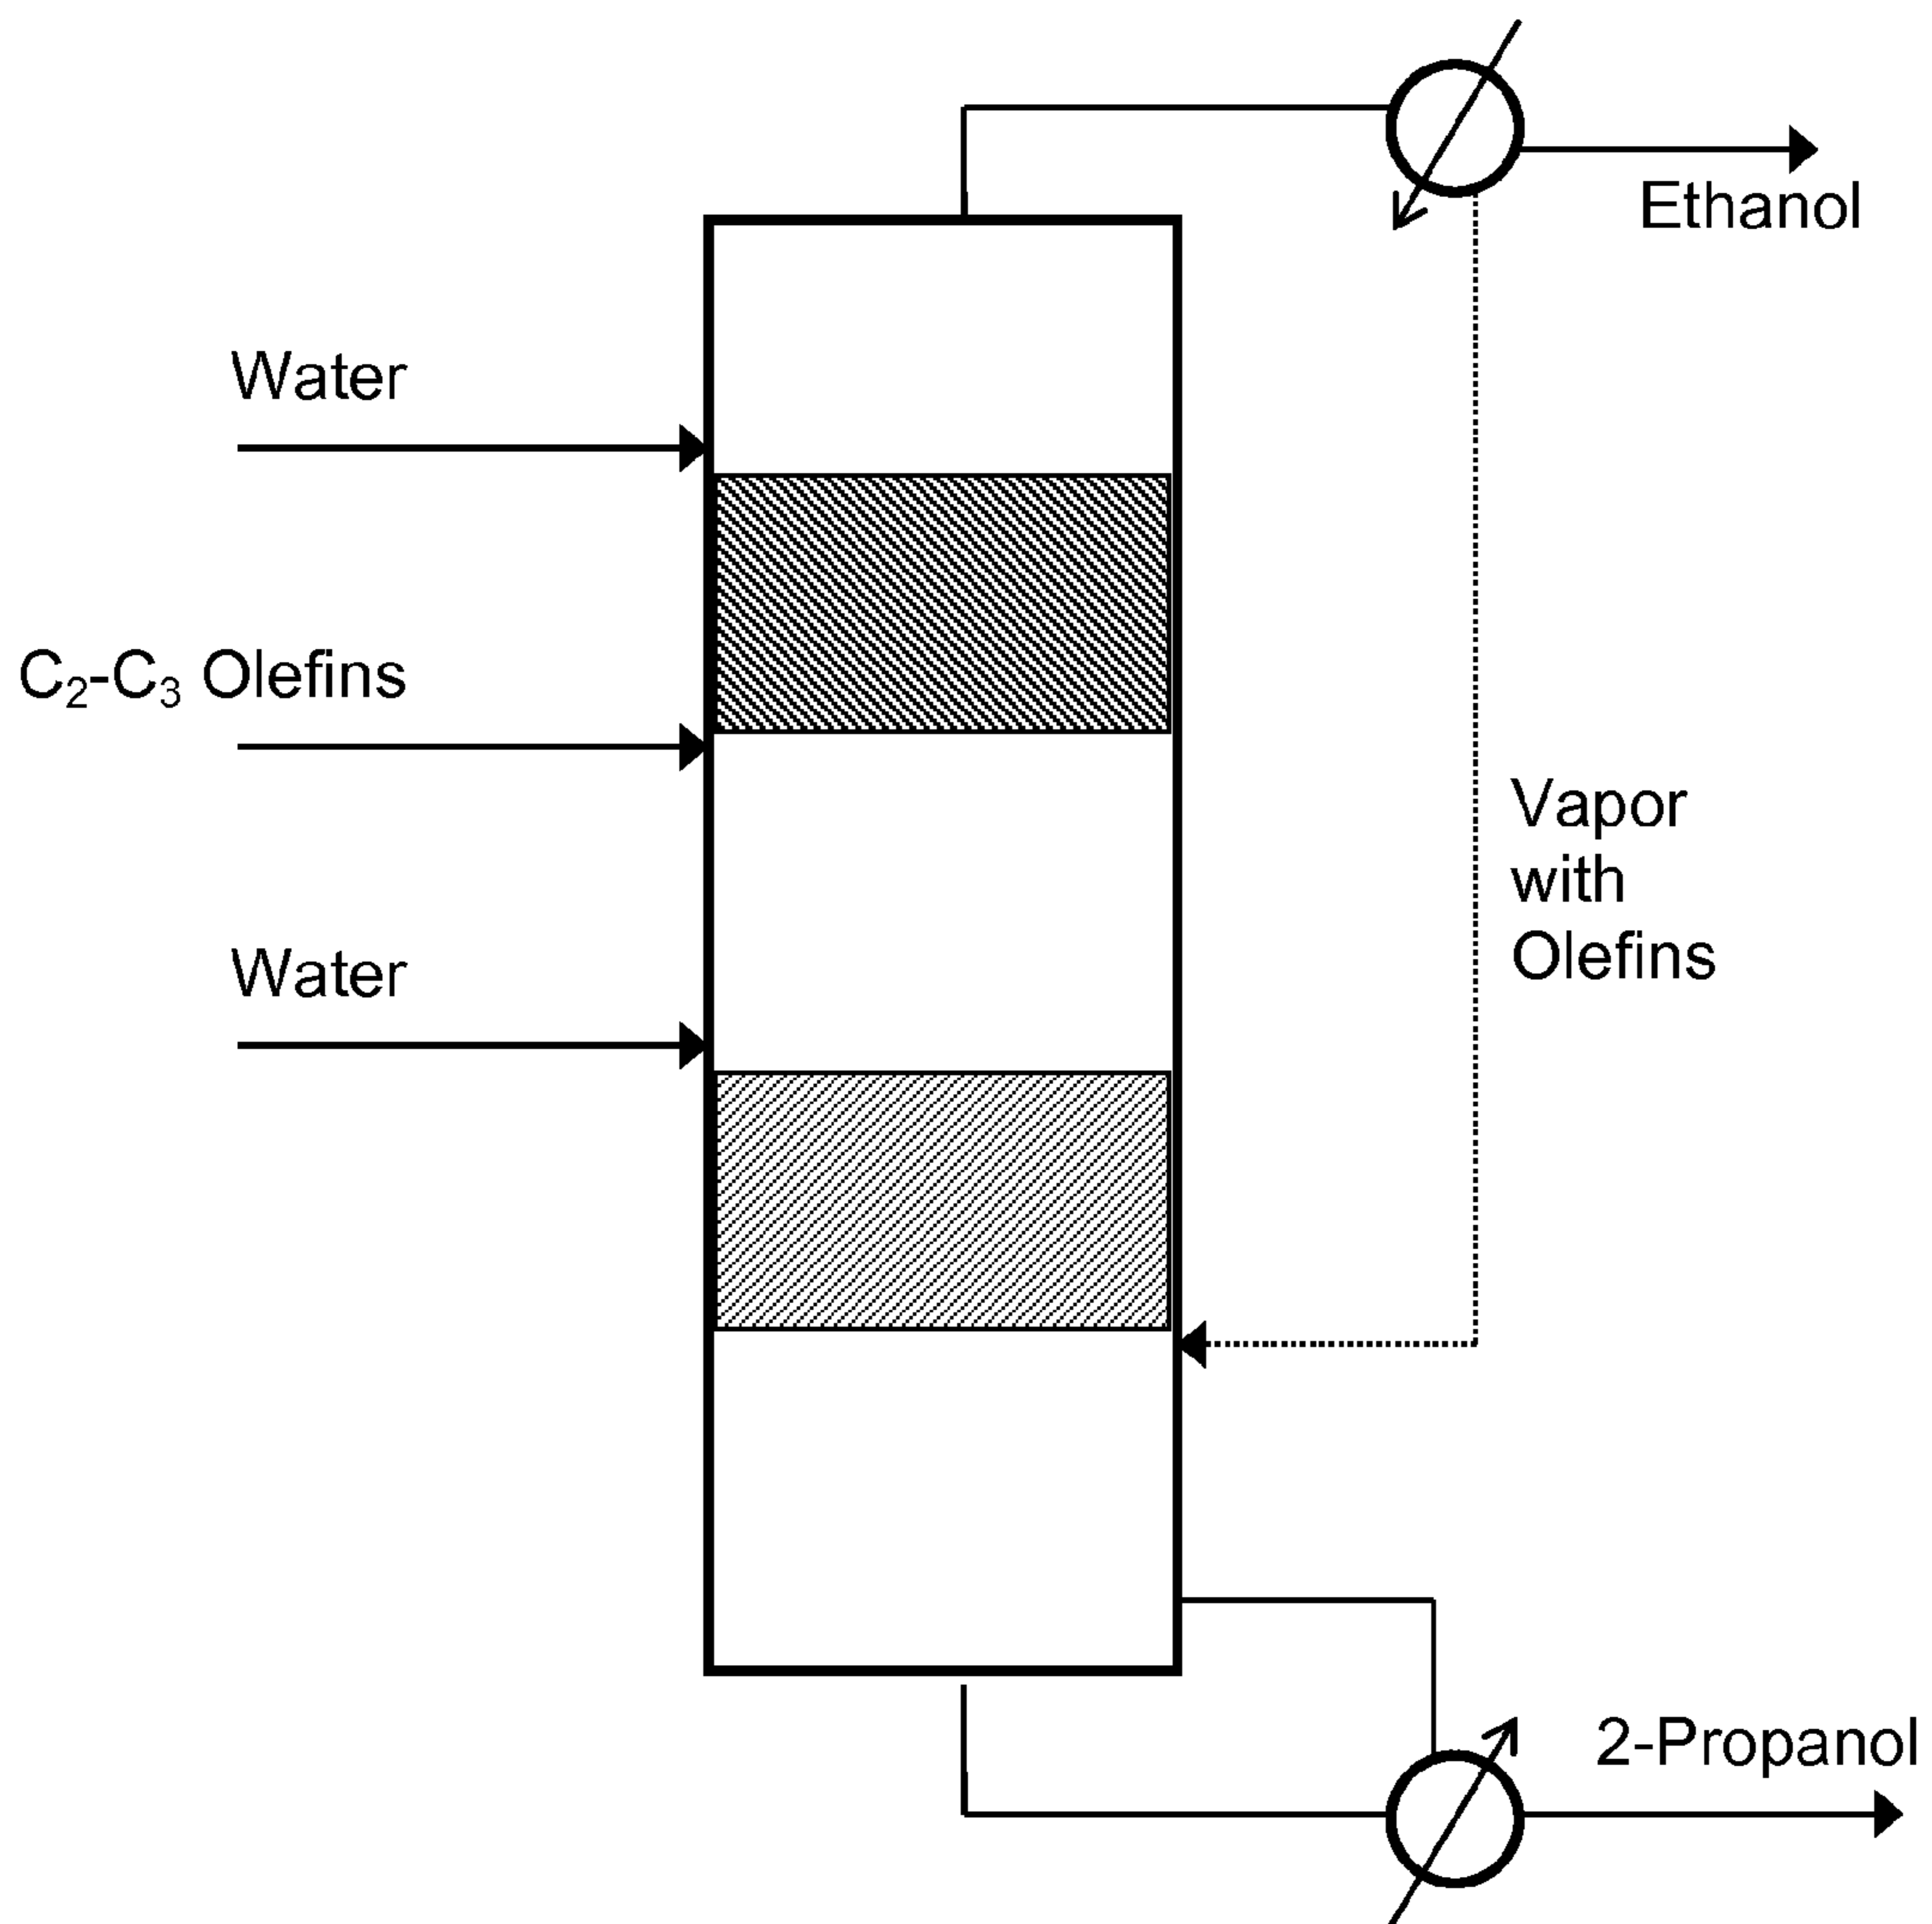 Ethanol
Water
C₂-C₃ Olefins
Vapor
with
Olefins
Water
2-Propanol